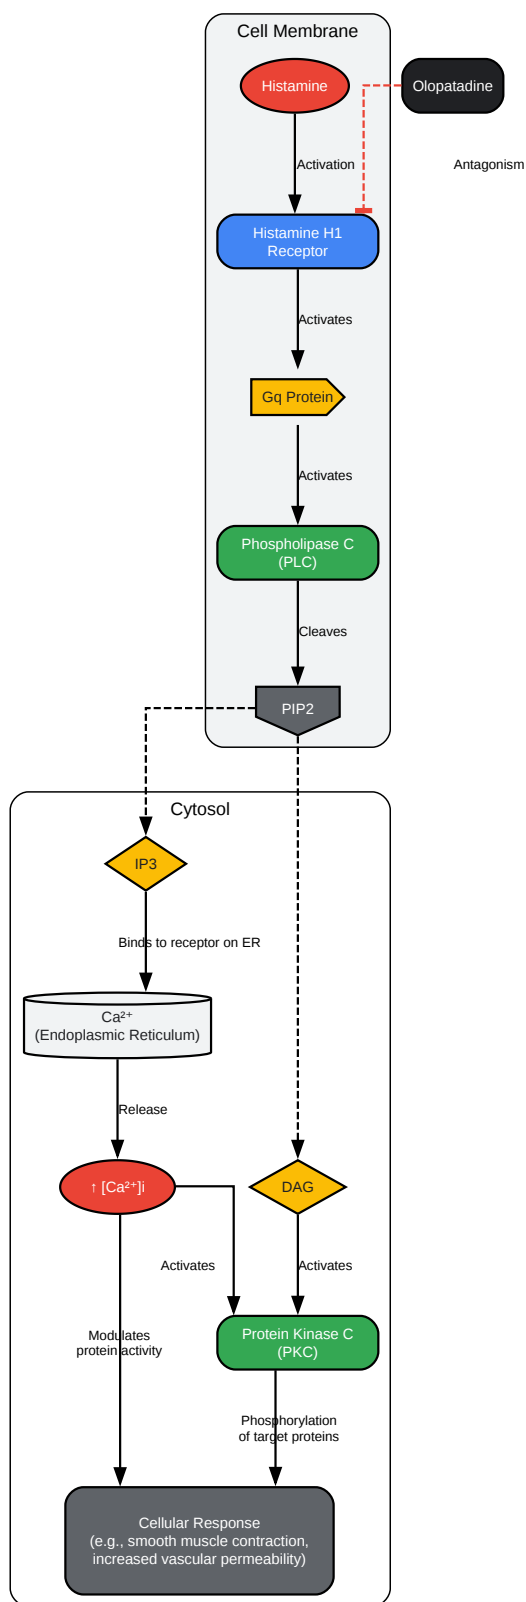 Cell Membrane
Histamine
Olopatadine
Activation
Antagonism
Histamine H1
Receptor
Activates
Gq Protein
Activates
Phospholipase C
(PLC)
Cleaves
PIP2
Cytosol
IP3
Binds to receptor on ER
Ca²⁺
(Endoplasmic Reticulum)
Release
↑ [Ca²⁺]i
DAG
Activates
Activates
Modulates
protein activity
Protein Kinase C
(PKC)
Phosphorylation
of target proteins
Cellular Response
(e.g., smooth muscle contraction,
increased vascular permeability)